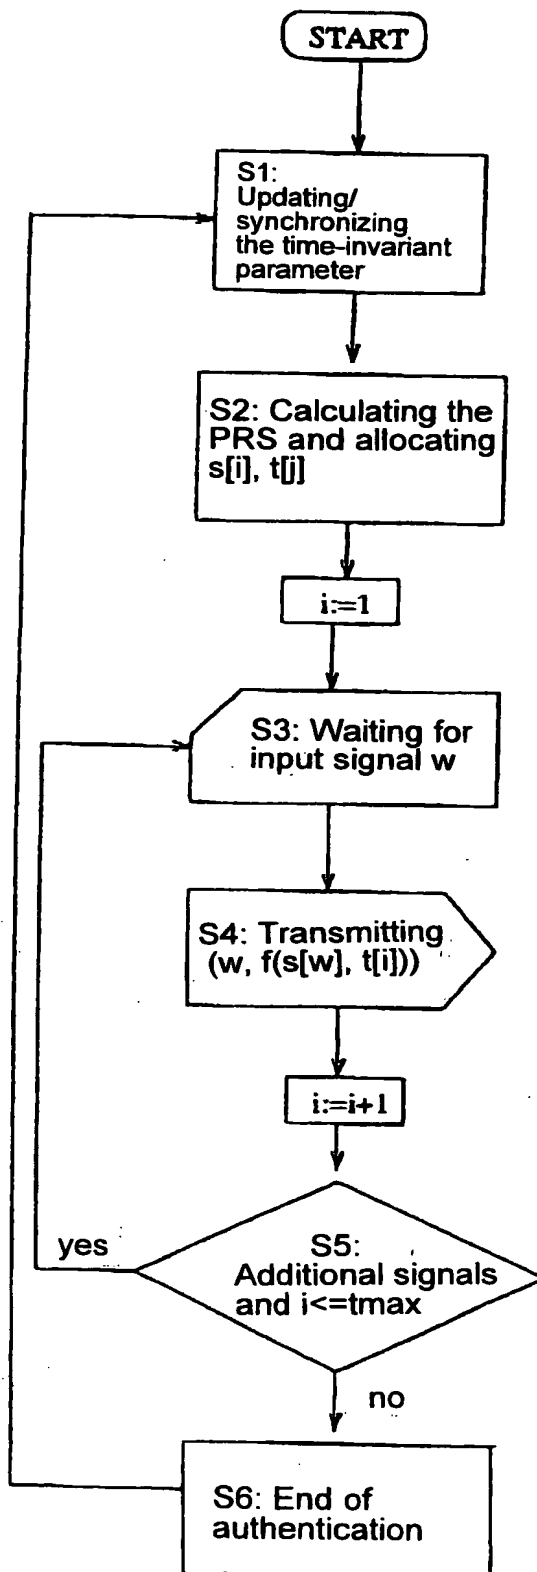 START
S1:
Updating/
synchronizing
the time-invariant
parameter
S2: Calculating the
PRS and allocating
s[i], t[j]
i:=1
S3: Waiting for
input signal w
S4: Transmitting
(w, f(s[w], t[i]))
i:=i+1
S5:
Additional signals
and i<=tmax
yes
no
S6: End of
authentication